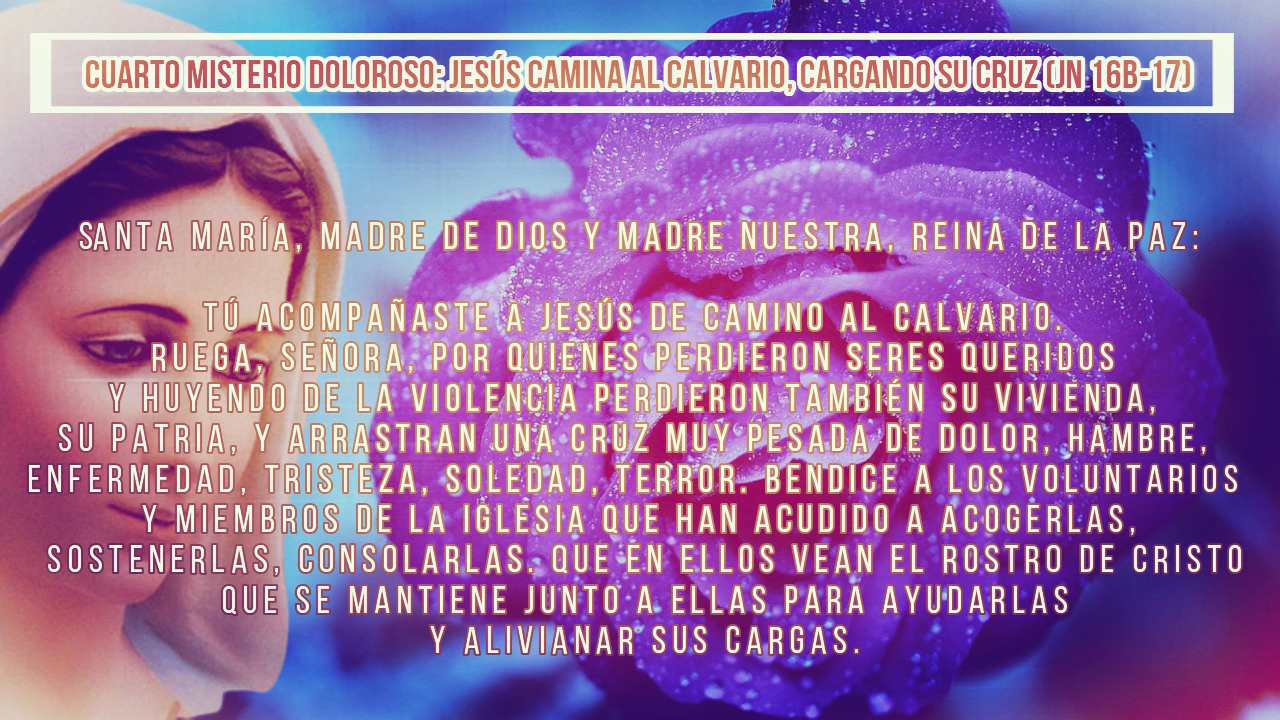 CUARTO MISTERIO DOLOROSO: JESÚS CAMINA AL CALVARIO, CARGANDO SU CRUZ (JN 16B-17)
SANTA MARÍA, MADRE DE DIOS Y MADRE NUESTRA, REINA DE LA PAZ:
TÚ ACOMPAÑASTE A JESÚS DE CAMINO AL CALVARIO.
RUEGA, SEÑORA, POR QUIENES PERDIERON SERES QUERIDOS
Y HUYENDO DE LA VIOLENCIA PERDIERON TAMBIÉN SU VIVIENDA,
SU PATRIA, Y ARRASTRAN UNA CRUZ MUY PESADA DE DOLOR, HAMBRE,
ENFERMEDAD, TRISTEZA, SOLEDAD, TERROR. BENDICE A LOS VOLUNTARIOS
Y MIEMBROS DE LA IGLESIA QUE HAN ACUDIDO A ACOGERLAS,
SOSTENERLAS, CONSOLARLAS. QUE EN ELLOS VEAN EL ROSTRO DE CRISTO
QUE SE MANTIENE JUNTO A ELLAS PARA AYUDARLAS
Y ALIVIANAR SUS CARGAS.